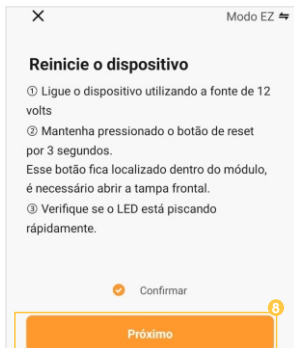 Modo EZ
Reinicie o dispositivo
① Ligue o dispositivo utilizando a fonte de 12
volts
② Mantenha pressionado o botão de reset
por 3 segundos.
Esse botão fica localizado dentro do módulo,
é necessário abrir a tampa frontal.
③ Verifique se o LED está piscando
rápidamente.
Confirmar
8
Próximo